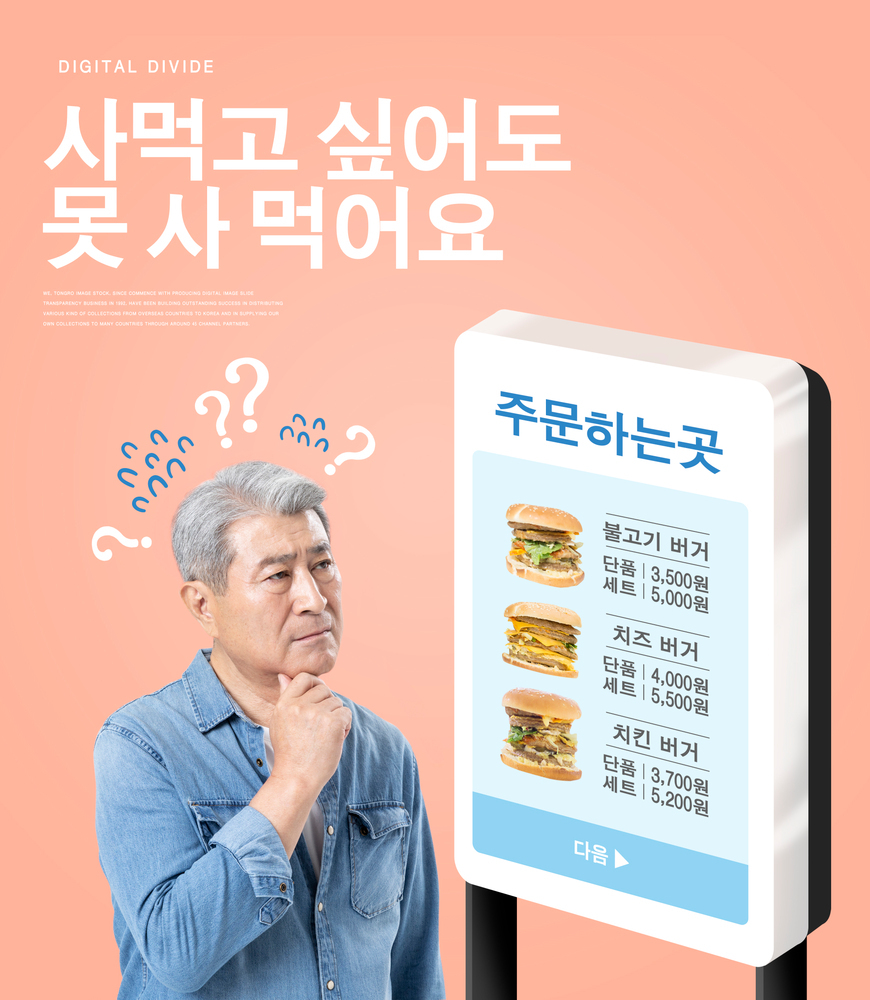 DIGITAL DIVIDE
사먹고 싶어도
못 사 먹어요
WE, TONGRO IMAGE STOCK, SINCE COMMENCE WITH PRODUCING DIGITAL IMAGE SLIDE
TRANSPARENCY BUSINESS IN 1992, HAVE BEEN BUILDING OUTSTANDING SUCCESS IN DISTRIBUTING
VARIOUS KIND OF COLLECTIONS FROM OVERSEAS COUNTRIES TO KOREA AND IN SUPPLYING OUR
OWN COLLECTIONS TO MANY COUNTRIES THROUGH AROUND 42 CHANNEL PARTNERS.
? ? ? ?
주문하는곳
불고기 버거
단품 | 3,500원
세트 | 5,000원
치즈 버거
단품 | 4,000원
세트 | 5,500원
치킨 버거
단품 | 3,700원
세트 | 5,200원
다음 ▶